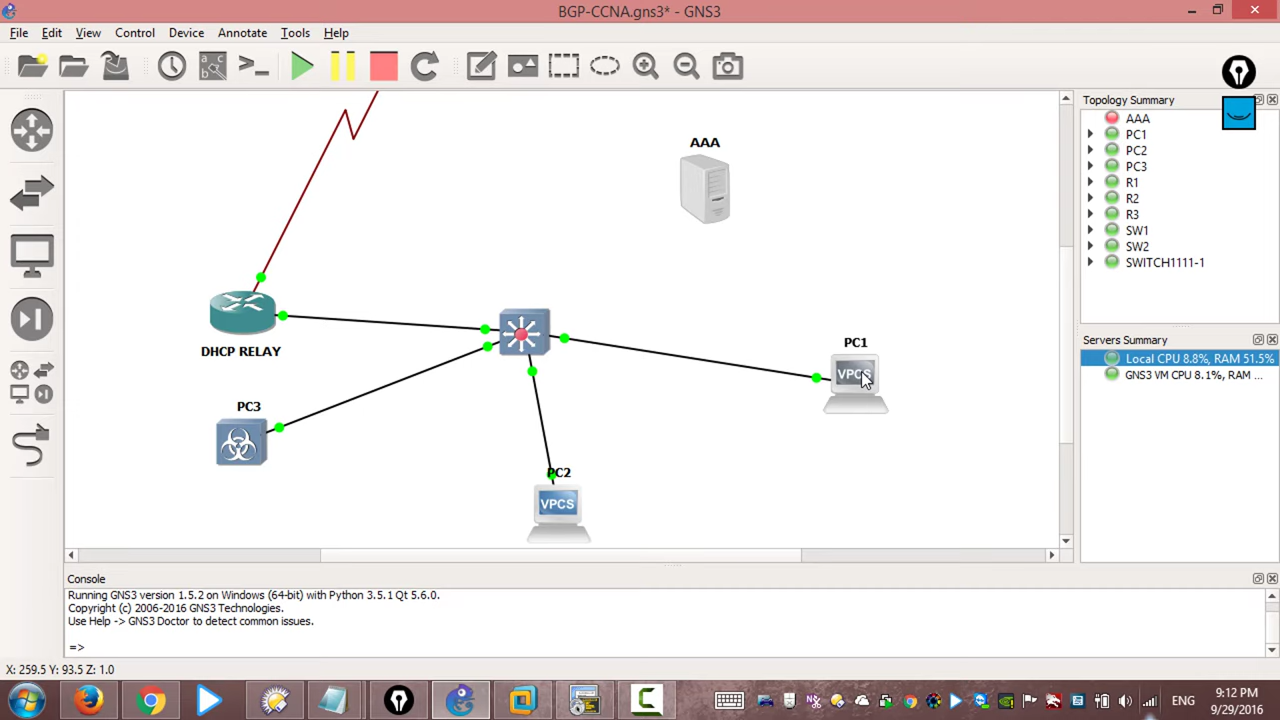 BGP-CCNA.gns3* - GNS3
File Edit View Control Device Annotate Tools Help
Topology Summary
AAA
PC1
PC2
PC3
R1
R2
R3
SW1
SW2
SWITCH1111-1
Servers Summary
Local CPU 8.8%, RAM 51.5%
GNS3 VM CPU 8.1%, RAM ...
AAA
DHCP RELAY
PC1
VPCS
PC3
PC2
VPCS
Console
Running GNS3 version 1.5.2 on Windows (64-bit) with Python 3.5.1 Qt 5.6.0.
Copyright (c) 2006-2016 GNS3 Technologies.
Use Help -> GNS3 Doctor to detect common issues.
=>
X: 259.5 Y: 93.5 Z: 1.0
ENG
9:12 PM
9/29/2016